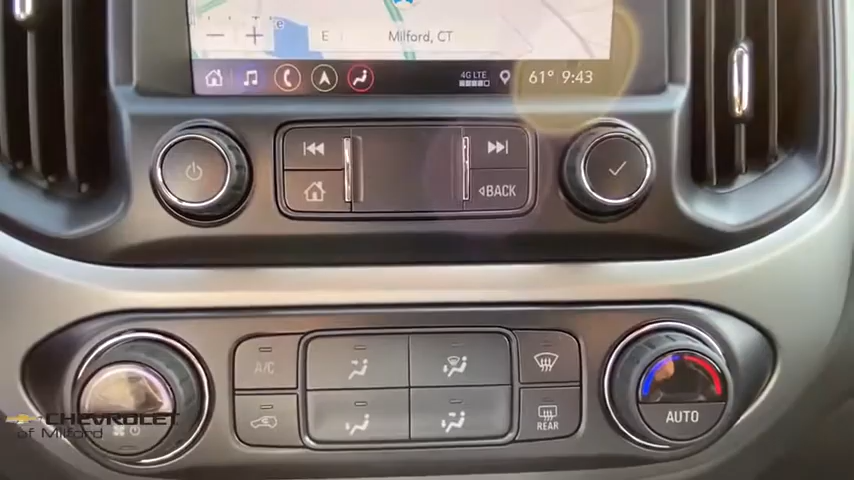 E
Milford, CT
4G LTE
61° 9:43
BACK
A/C
REAR
AUTO
CHEVROLET
of Milford